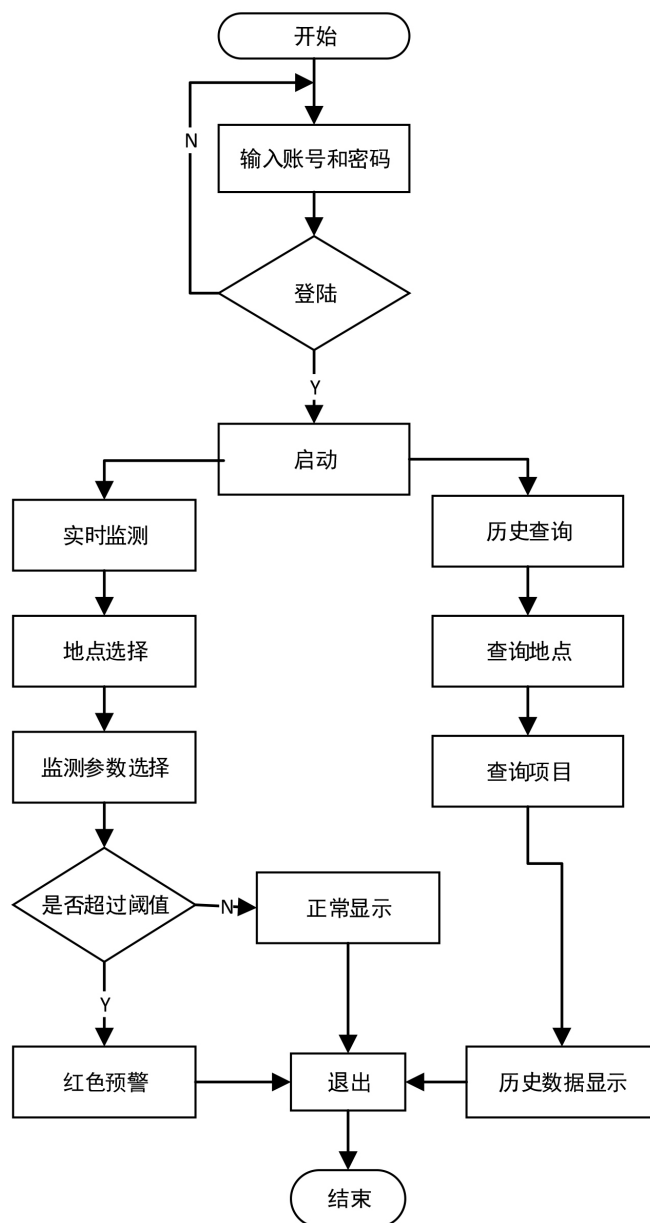 开始
N
输入账号和密码
登陆
Y
启动
实时监测
历史查询
地点选择
查询地点
监测参数选择
查询项目
是否超过阈值
N
正常显示
Y
红色预警
退出
历史数据显示
结束